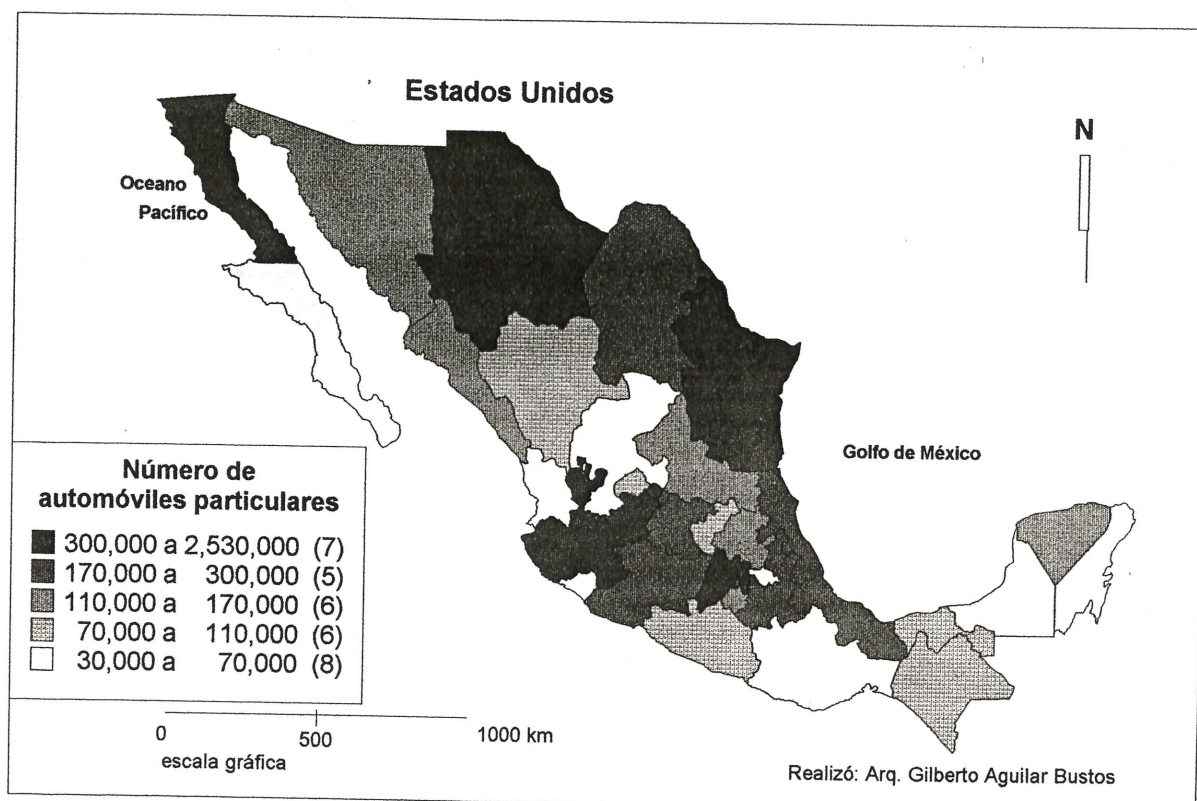 Estados Unidos
N
Oceano
Pacífico
Golfo de México
Número de
automóviles particulares
300,000 a 2,530,000 (7)
170,000 a 300,000 (5)
110,000 a 170,000 (6)
70,000 a 110,000 (6)
30,000 a 70,000 (8)
0 500 1000 km
escala gráfica
Realizó: Arq. Gilberto Aguilar Bustos